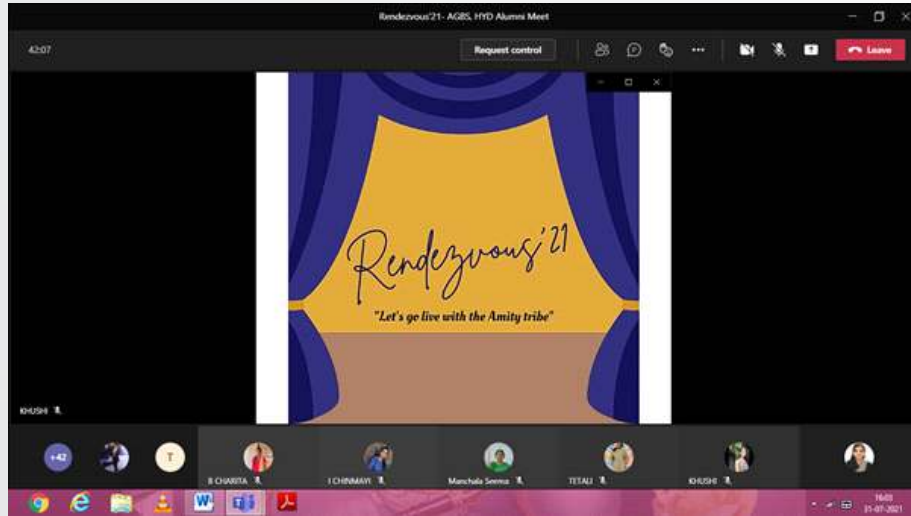 Rendezvous'21- AGBS, HYD Alumni Meet
42:07
Request control
Leave
Rendezvous'21
"Let's go live with the Amity tribe"
KHUSHI
+42
T
B CHARITA
I CHINMAYI
Manchala Seema
TETALI
KHUSHI
16:03
31-07-2021